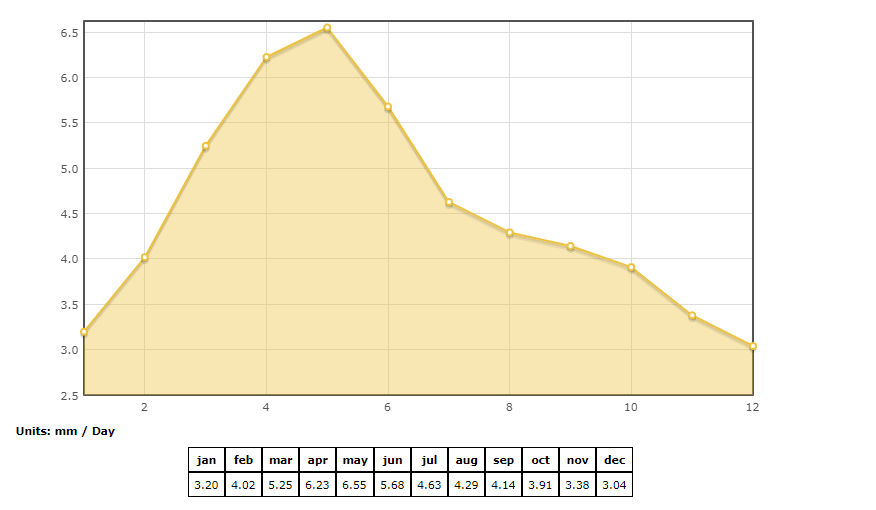 6.5
6.0
5.5
5.0
4.5
4.0
3.5
3.0
2.5
2 4 6 8 10 12
Units: mm / Day
jan feb mar apr may jun jul aug sep oct nov dec
3.20 4.02 5.25 6.23 6.55 5.68 4.63 4.29 4.14 3.91 3.38 3.04